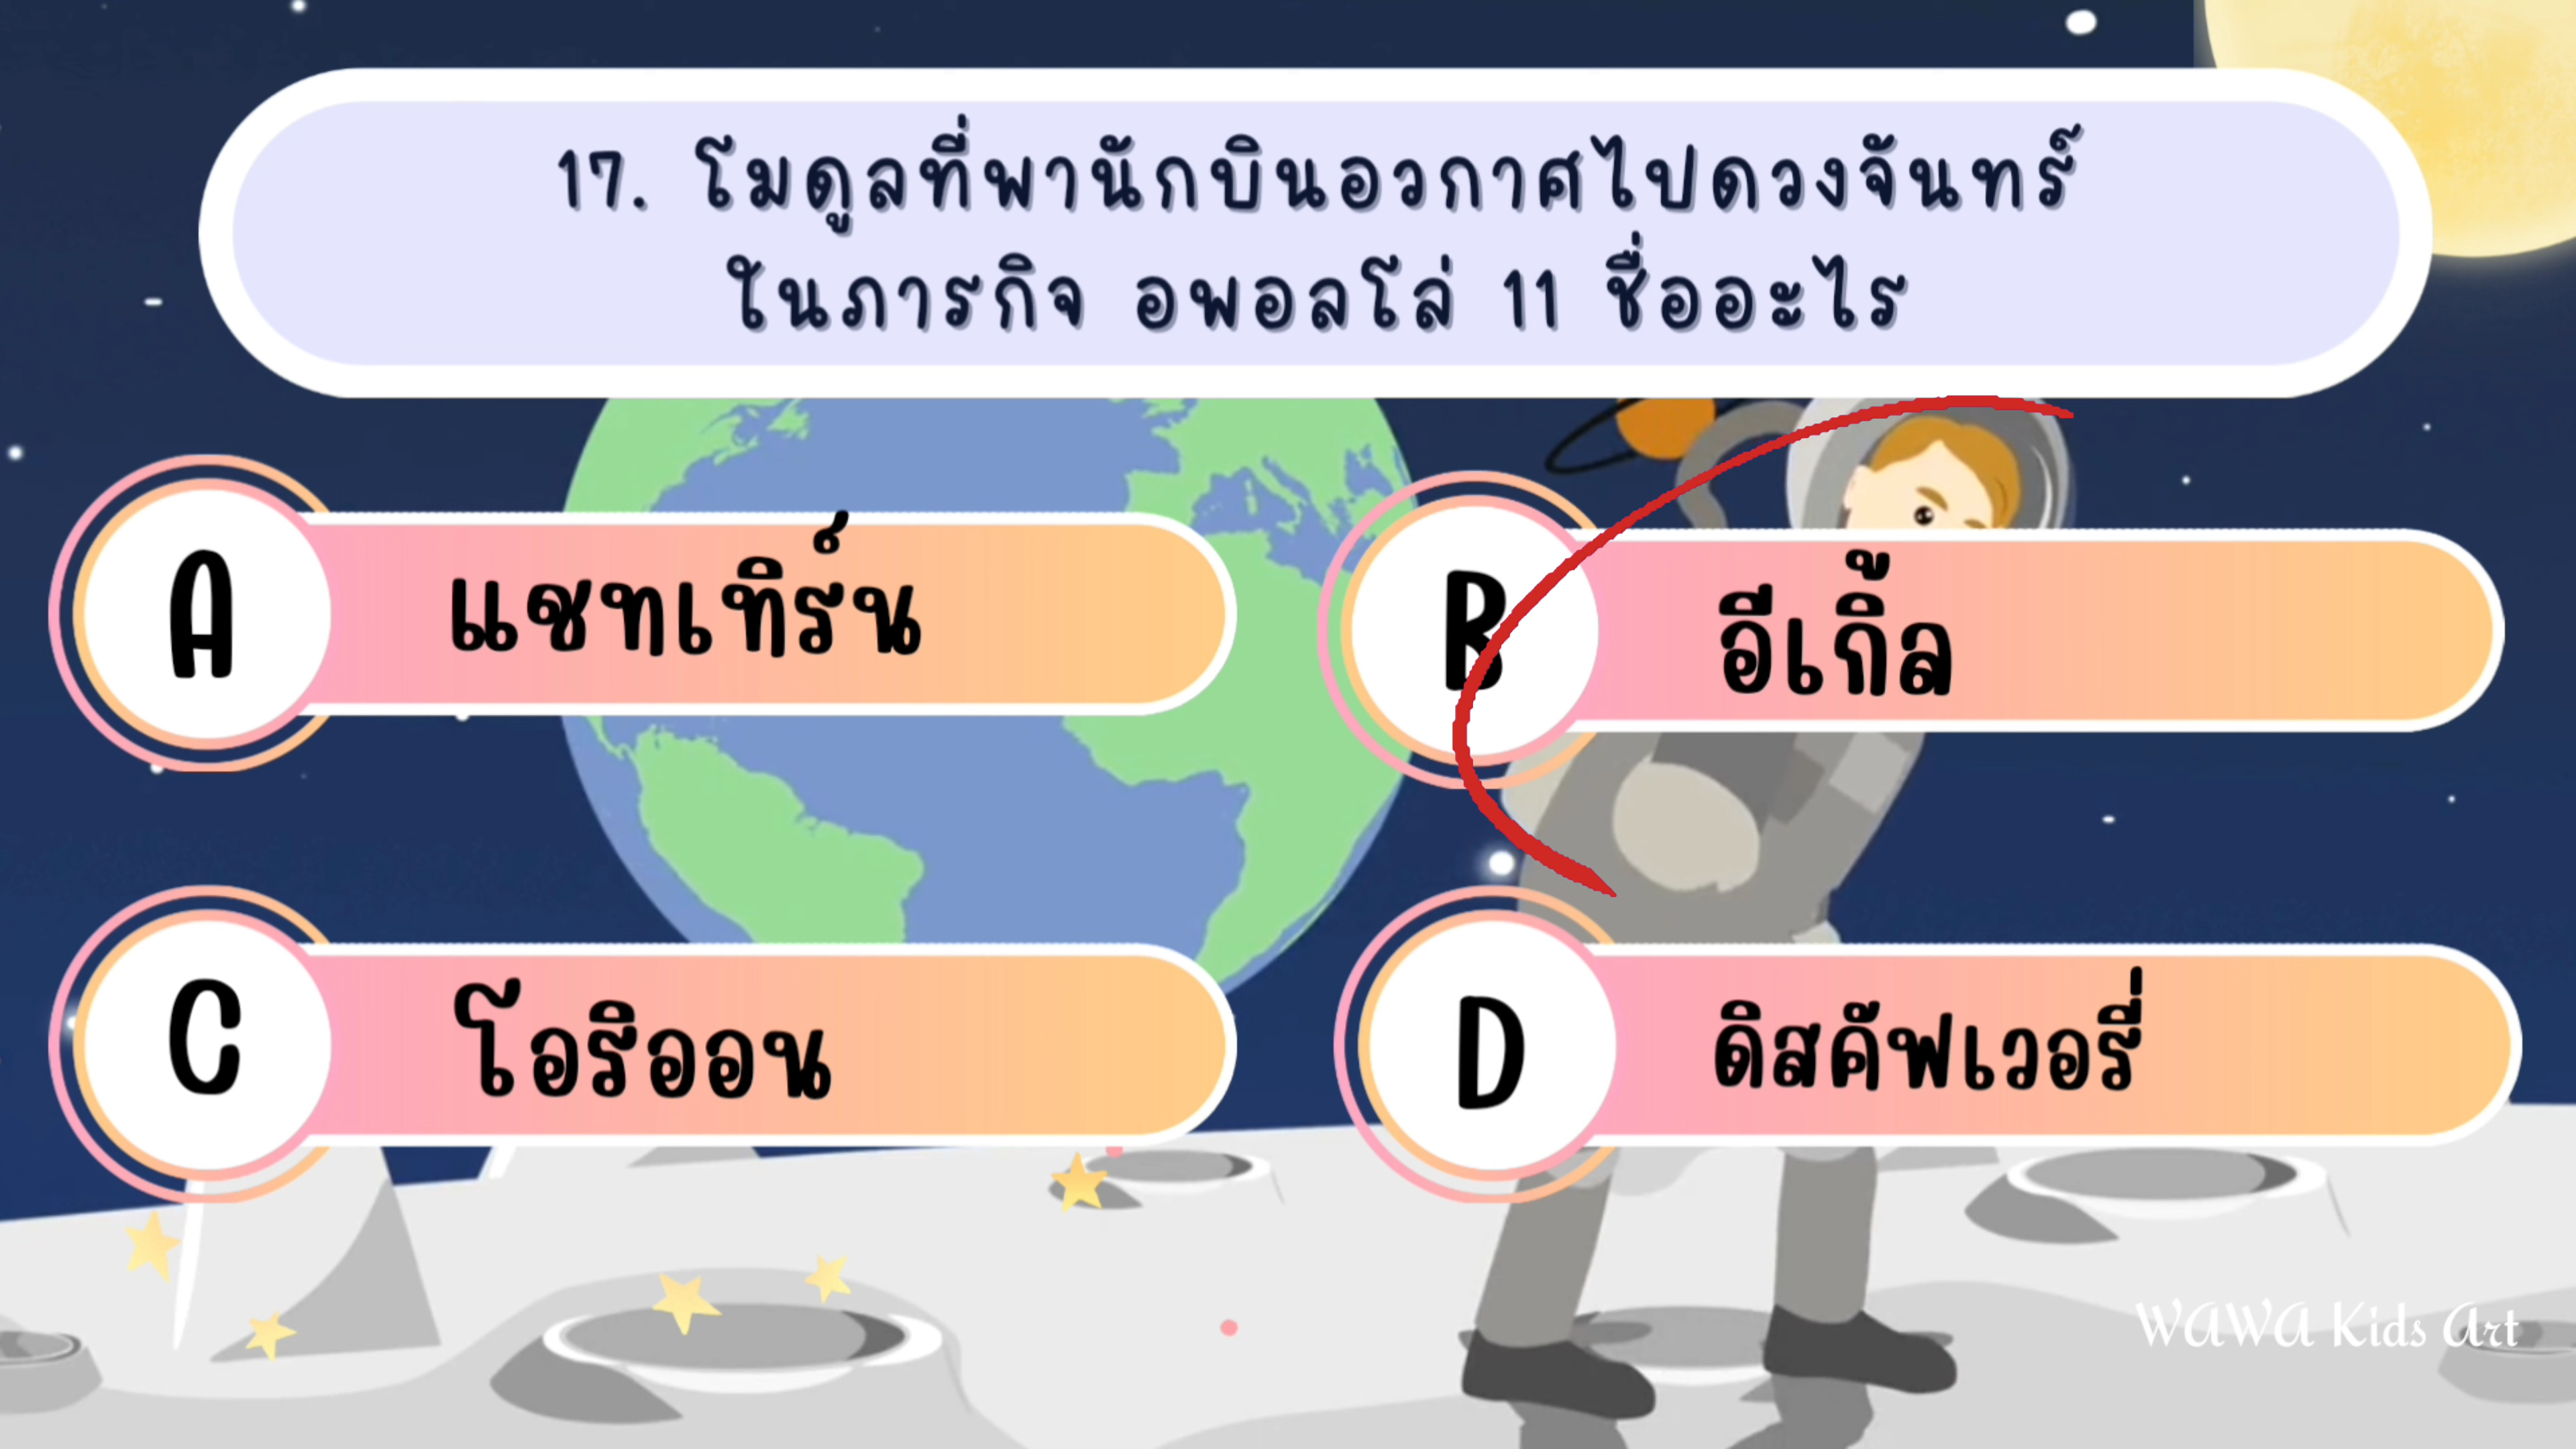 17. โมดูลที่พานักบินอวกาศไปดวงจันทร์
ในภารกิจ อพอลโล่ 11 ชื่ออะไร
A แซทเทิร์น
B อีเกิ้ล
C โอริออน
D ดิสคัฟเวอรี่
WAWA Kids Art